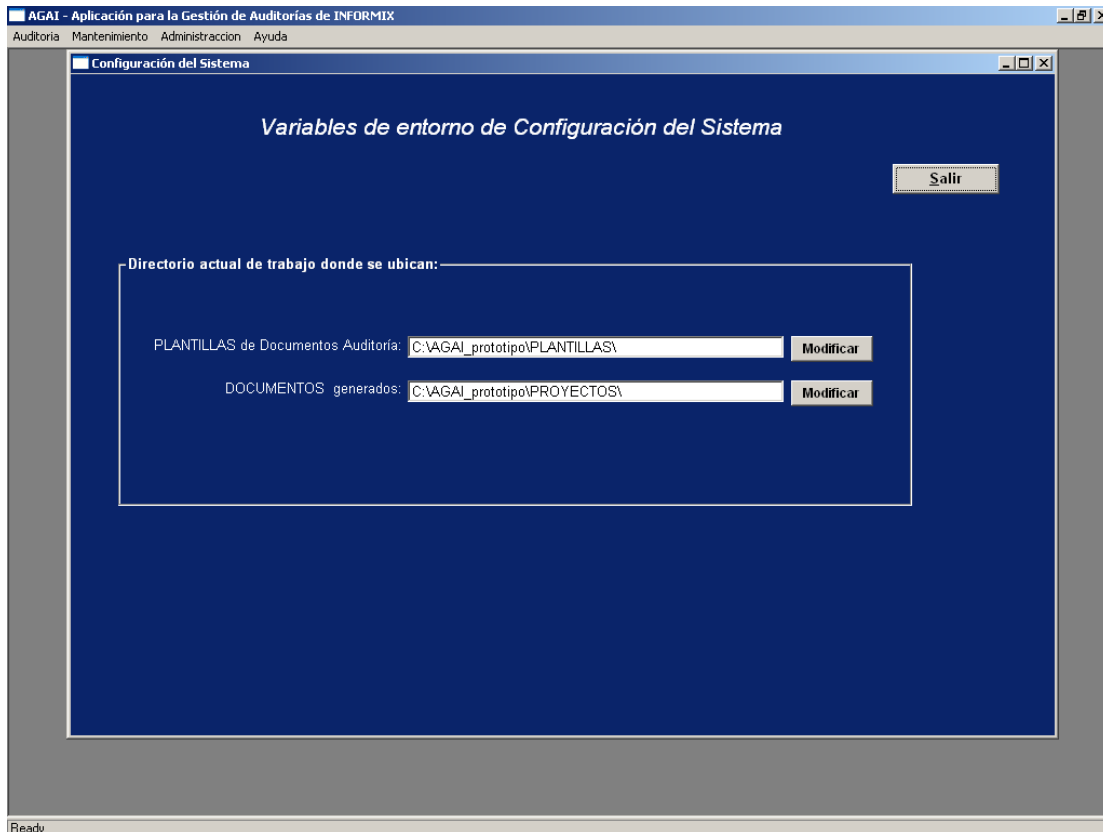 AGAI - Aplicación para la Gestión de Auditorías de INFORMIX
Auditoria Mantenimiento Administraccion Ayuda
Configuración del Sistema
Variables de entorno de Configuración del Sistema
Salir
Directorio actual de trabajo donde se ubican:
PLANTILLAS de Documentos Auditoría: C:\AGAI_prototipo\PLANTILLAS\ Modificar
DOCUMENTOS generados: C:\AGAI_prototipo\PROYECTOS\ Modificar
Ready